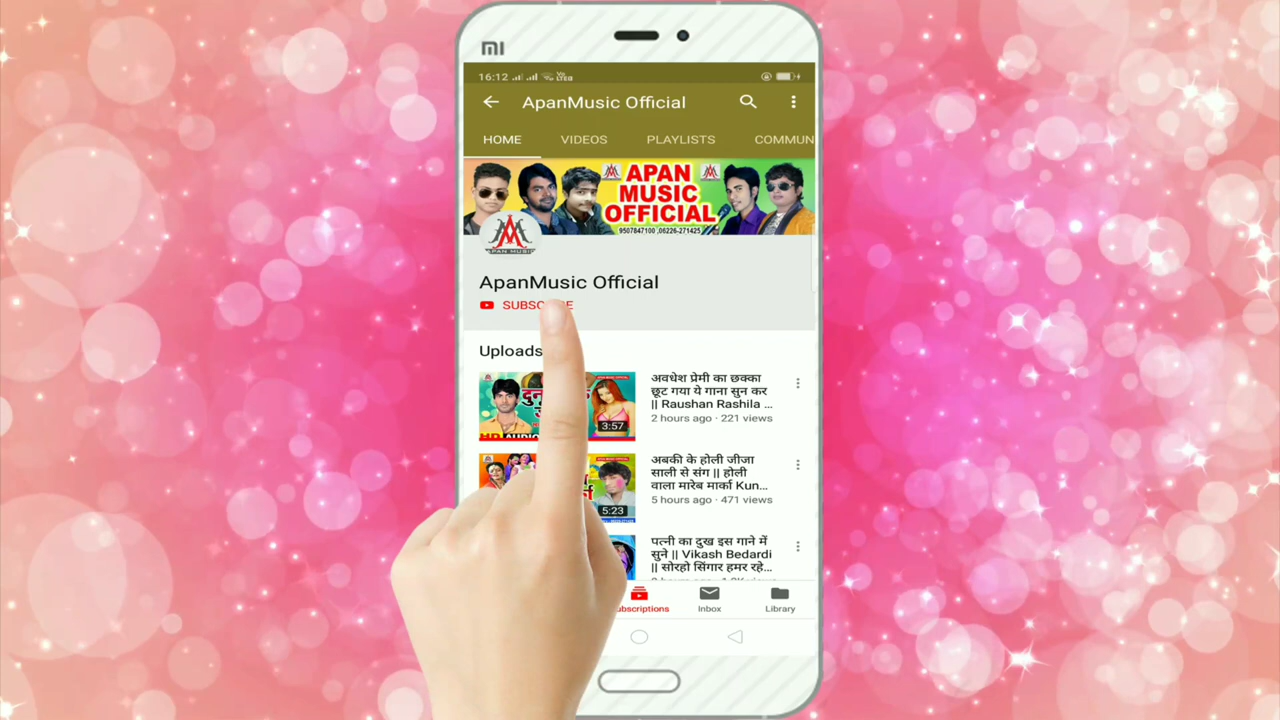 MI
16:12
ApanMusic Official
HOME VIDEOS PLAYLISTS COMMUN
APAN
MUSIC
OFFICIAL
9507847100 ,06226-271425
APAN MUSIC
ApanMusic Official
Uploads
अवधेश प्रेमी का छक्का
छूट गया ये गाना सुन कर
|| Raushan Rashila ...
2 hours ago · 221 views
3:57
HD AUDIO
अबकी के होली जीजा
साली से संग || होली
वाला मारेब मार्का Kun...
5 hours ago · 471 views
5:23
पत्नी का दुख इस गाने में
सुने || Vikash Bedardi
|| सोरहो सिंगार हमर रहे...
Inbox
Library